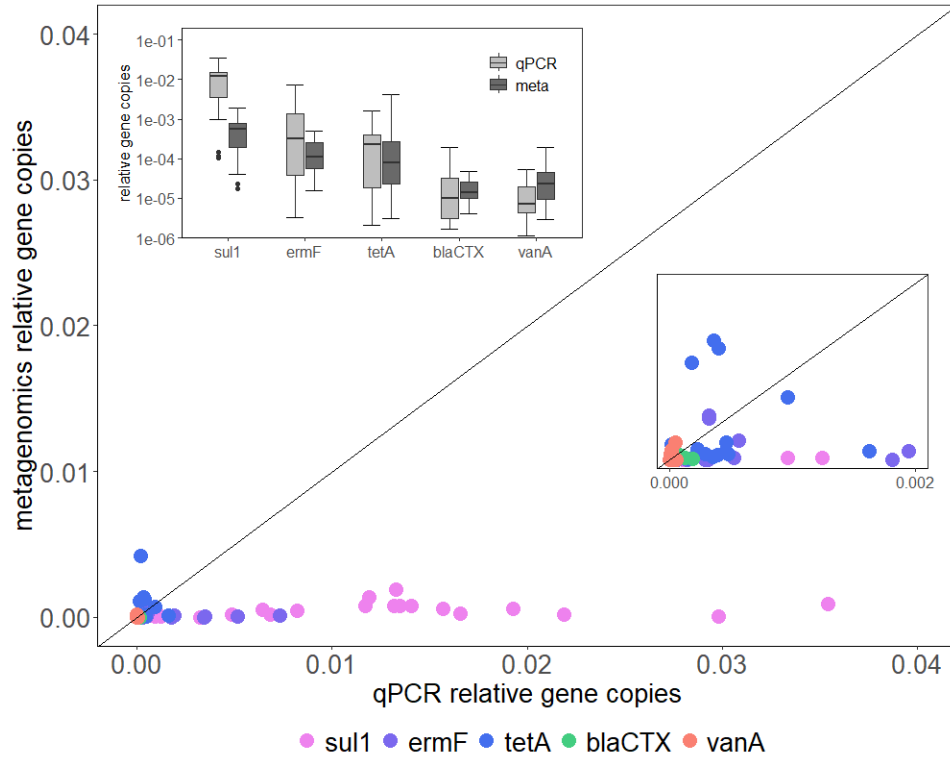 metagenomics relative gene copies
0.04
0.03
0.02
0.01
0.00
relative gene copies
1e-01
1e-02
1e-03
1e-04
1e-05
1e-06
qPCR
meta
sul1 ermF tetA blaCTX vanA
0.000 0.002
0.00 0.01 0.02 0.03 0.04
qPCR relative gene copies
sul1 ermF tetA blaCTX vanA